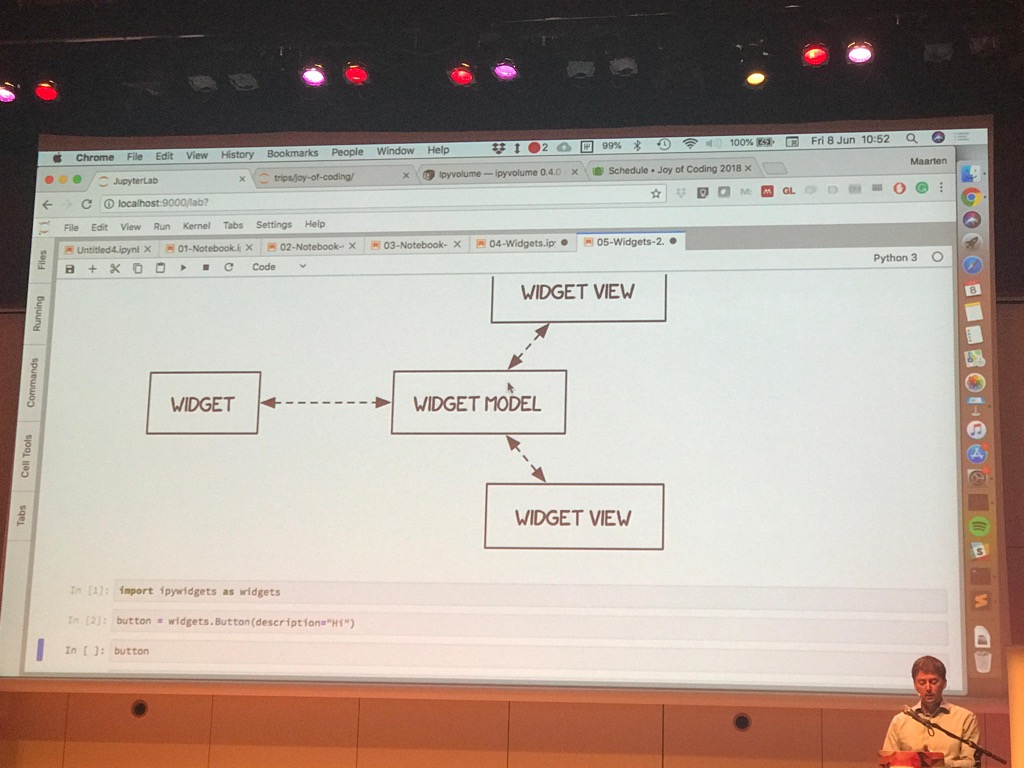 Chrome File Edit View History Bookmarks People Window Help 2 99% 100% Fri 8 Jun 10:52
JupyterLab trips/joy-of-coding/ Ipyvolume — ipyvolume 0.4.0 Schedule • Joy of Coding 2018 Maarten
localhost:9000/lab? GL
File Edit View Run Kernel Tabs Settings Help
Untitled4.ipynl 01-Notebook.i 02-Notebook- 03-Notebook- 04-Widgets.ip 05-Widgets-2.
Code Python 3
Files
Running
Commands
Cell Tools
Tabs
8
WIDGET VIEW
WIDGET WIDGET MODEL
WIDGET VIEW
In [1]: import ipywidgets as widgets
In [2]: button = widgets.Button(description="Hi")
In [ ]: button